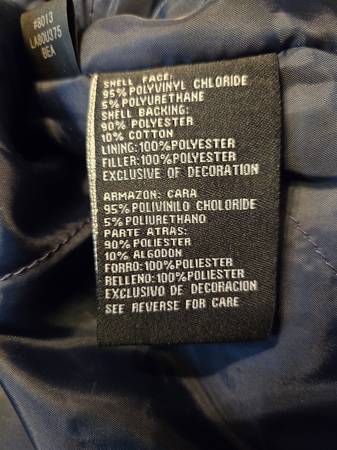 #8013
LA80U375
BEA
SHELL FACE:
95% POLYVINYL CHLORIDE
5% POLYURETHANE
SHELL BACKING:
90% POLYESTER
10% COTTON
LINING:100%POLYESTER
FILLER:100%POLYESTER
EXCLUSIVE OF DECORATION
ARMAZON: CARA
95%POLIVINILO CHOLORIDE
5%POLIURETHANO
PARTE ATRAS:
90%POLIESTER
10% ALGODON
FORRO:100%POLIESTER
RELLENO:100%POLIESTER
EXCLUSIVO DE DECORACION
SEE REVERSE FOR CARE